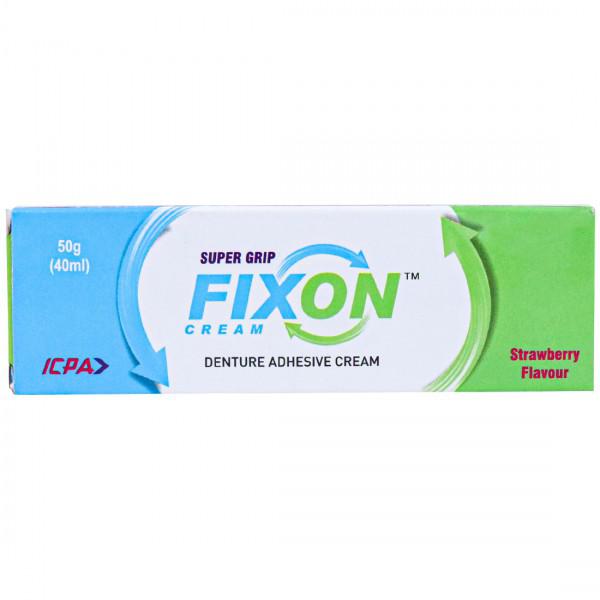 50g
(40ml)
ICPA
SUPER GRIP
FIXON™
CREAM
DENTURE ADHESIVE CREAM
Strawberry
Flavour